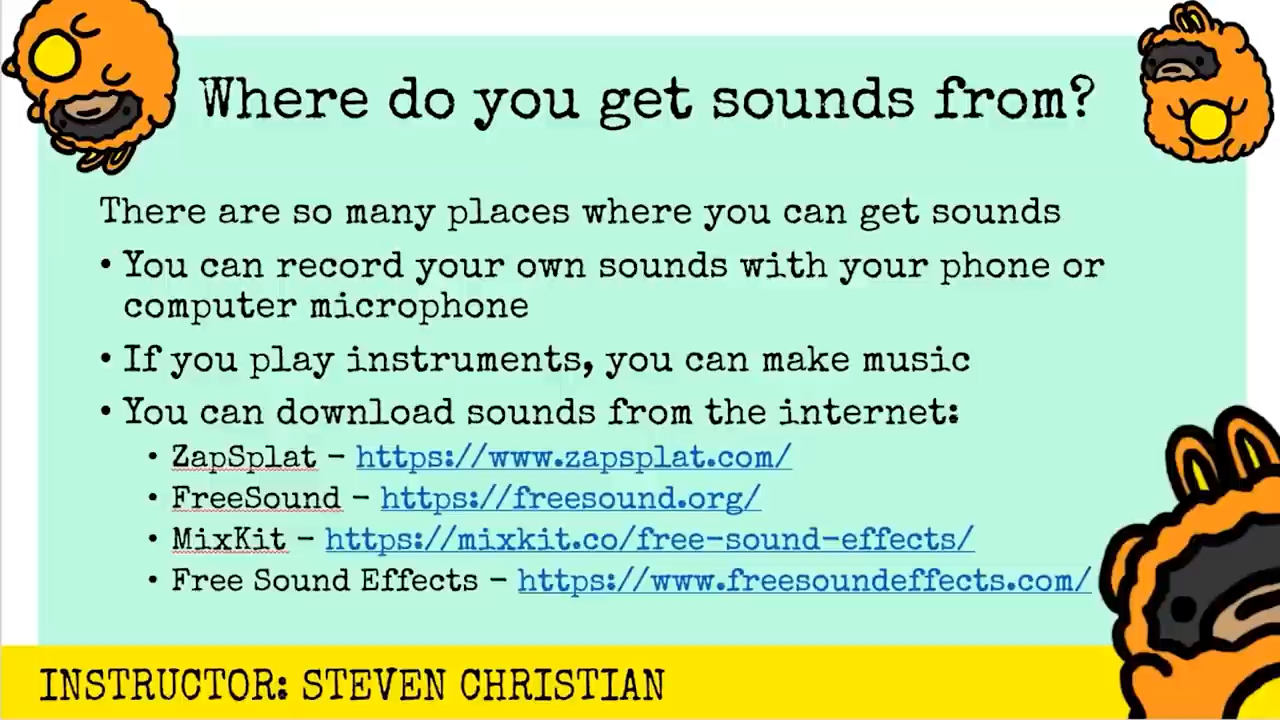 Where do you get sounds from?
There are so many places where you can get sounds
• You can record your own sounds with your phone or
computer microphone
• If you play instruments, you can make music
• You can download sounds from the internet:
• ZapSplat – https://www.zapsplat.com/
• FreeSound – https://freesound.org/
• MixKit – https://mixkit.co/free-sound-effects/
• Free Sound Effects – https://www.freesoundeffects.com/
INSTRUCTOR: STEVEN CHRISTIAN